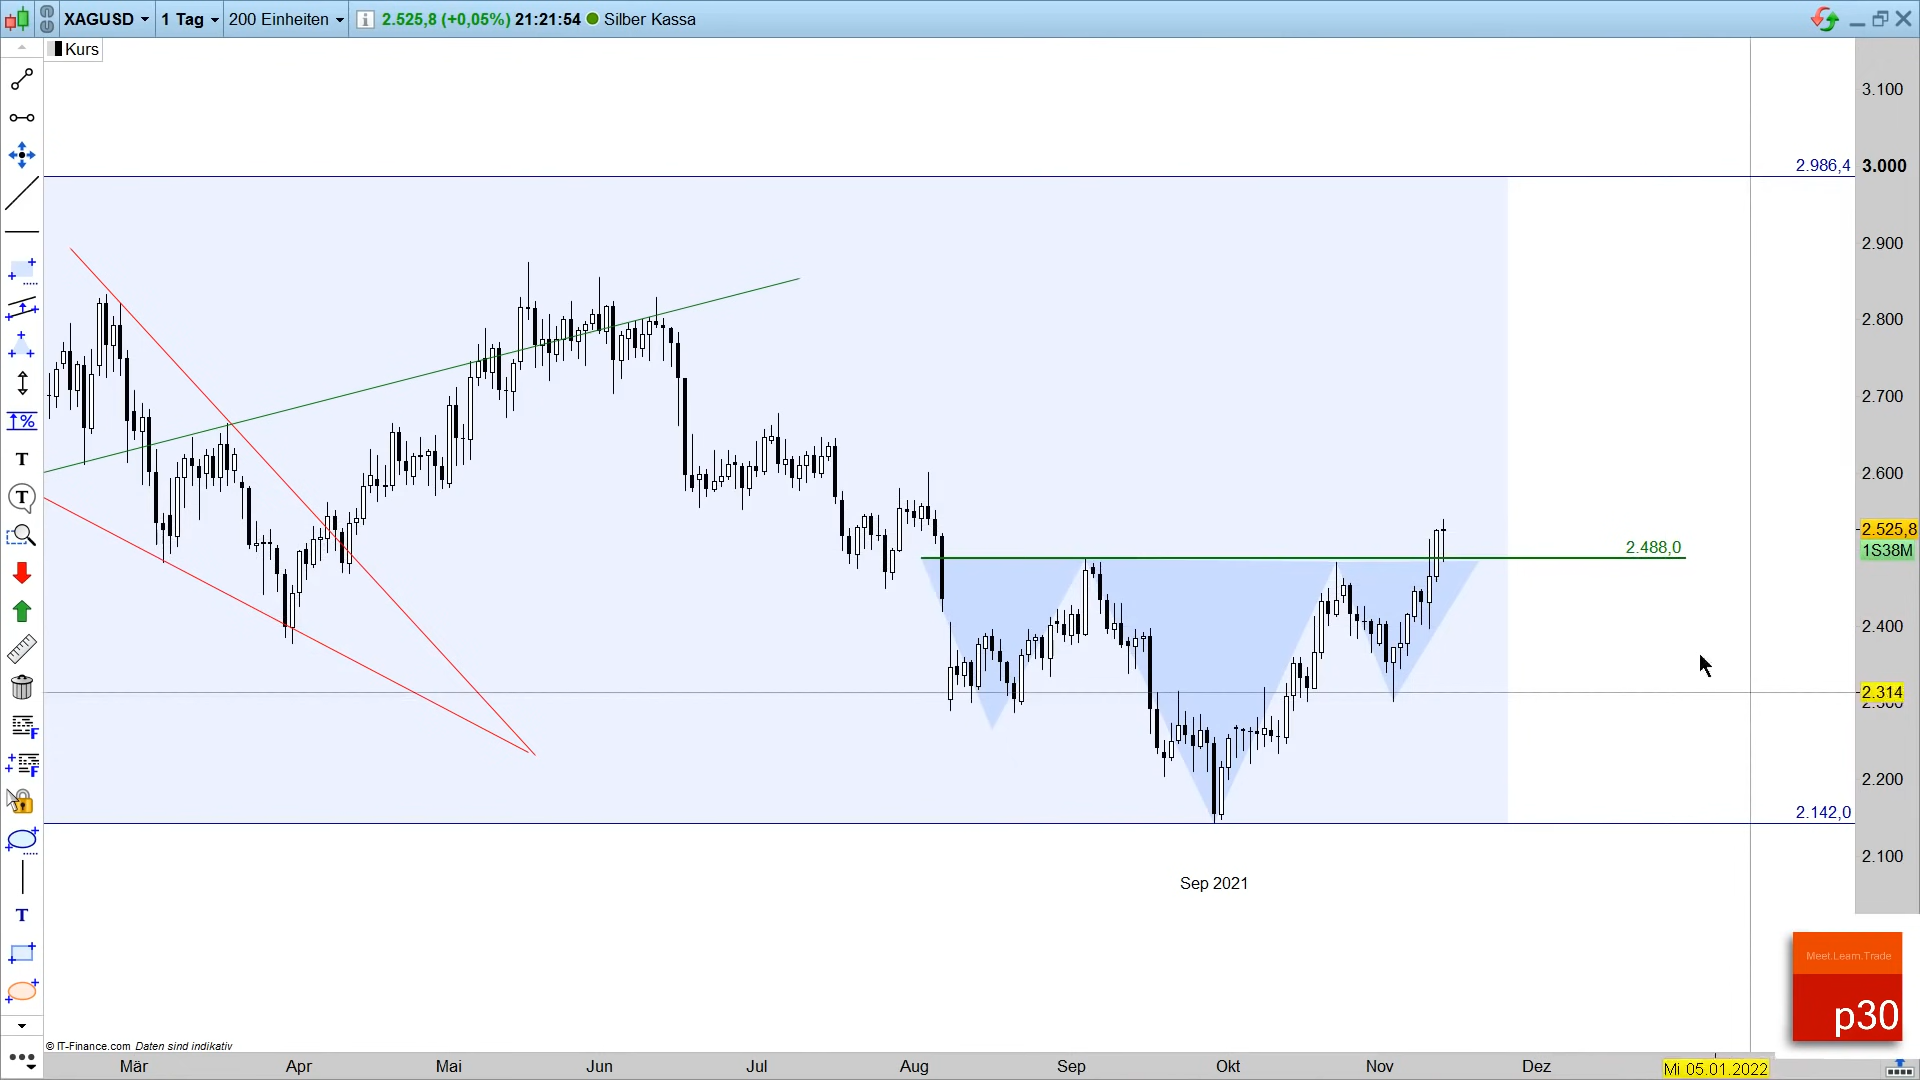 XAGUSD 1 Tag 200 Einheiten 2.525,8 (+0,05%) 21:21:54 Silber Kassa
Kurs
3.100
2.986,4
3.000
2.900
2.800
2.700
2.600
2.525,8
2.488,0
1S38M
2.400
2.314
2.300
2.200
2.142,0
2.100
Sep 2021
Meet.Learn.Trade
p30
© IT-Finance.com Daten sind indikativ
Mär Apr Mai Jun Jul Aug Sep Okt Nov Dez Mi 05.01.2022
↑%
T
T
F
F
T